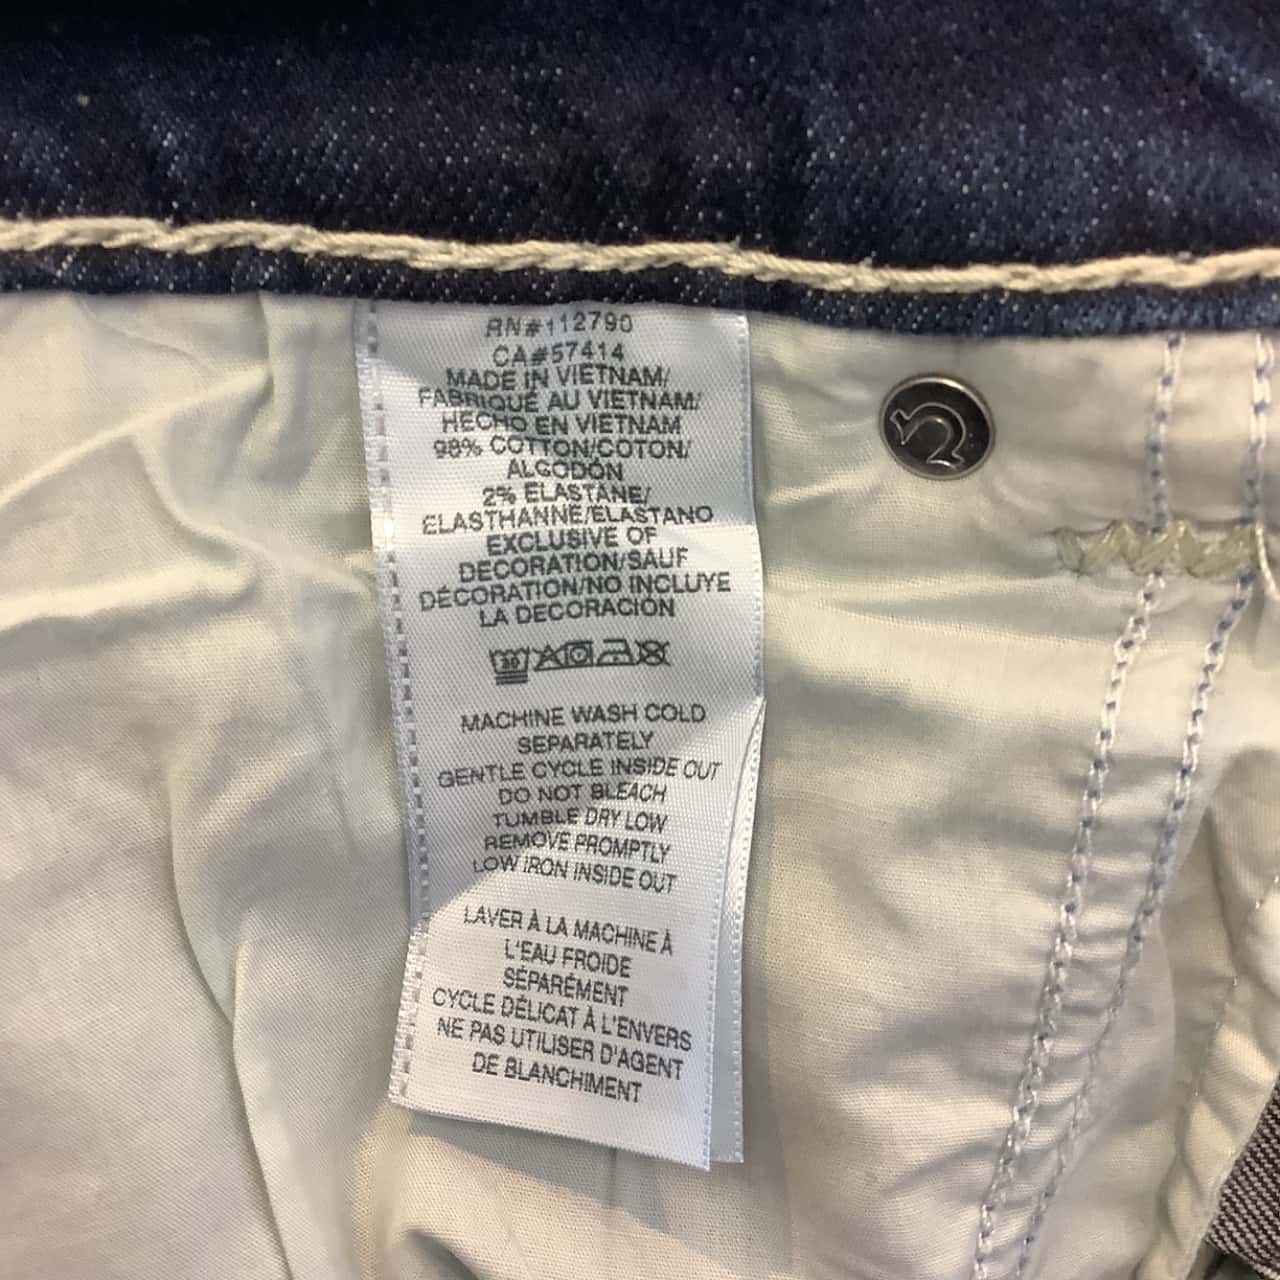 RN#112790
CA#57414
MADE IN VIETNAM/
FABRIQUÉ AU VIETNAM/
HECHO EN VIETNAM
98% COTTON/COTON/
ALGODÓN
2% ELASTANE/
ELASTHANNE/ELASTANO
EXCLUSIVE OF
DECORATION/SAUF
DÉCORATION/NO INCLUYE
LA DECORACIÓN
30
MACHINE WASH COLD
SEPARATELY
GENTLE CYCLE INSIDE OUT
DO NOT BLEACH
TUMBLE DRY LOW
REMOVE PROMPTLY
LOW IRON INSIDE OUT
LAVER À LA MACHINE À
L'EAU FROIDE
SÉPARÉMENT
CYCLE DÉLICAT À L'ENVERS
NE PAS UTILISER D'AGENT
DE BLANCHIMENT